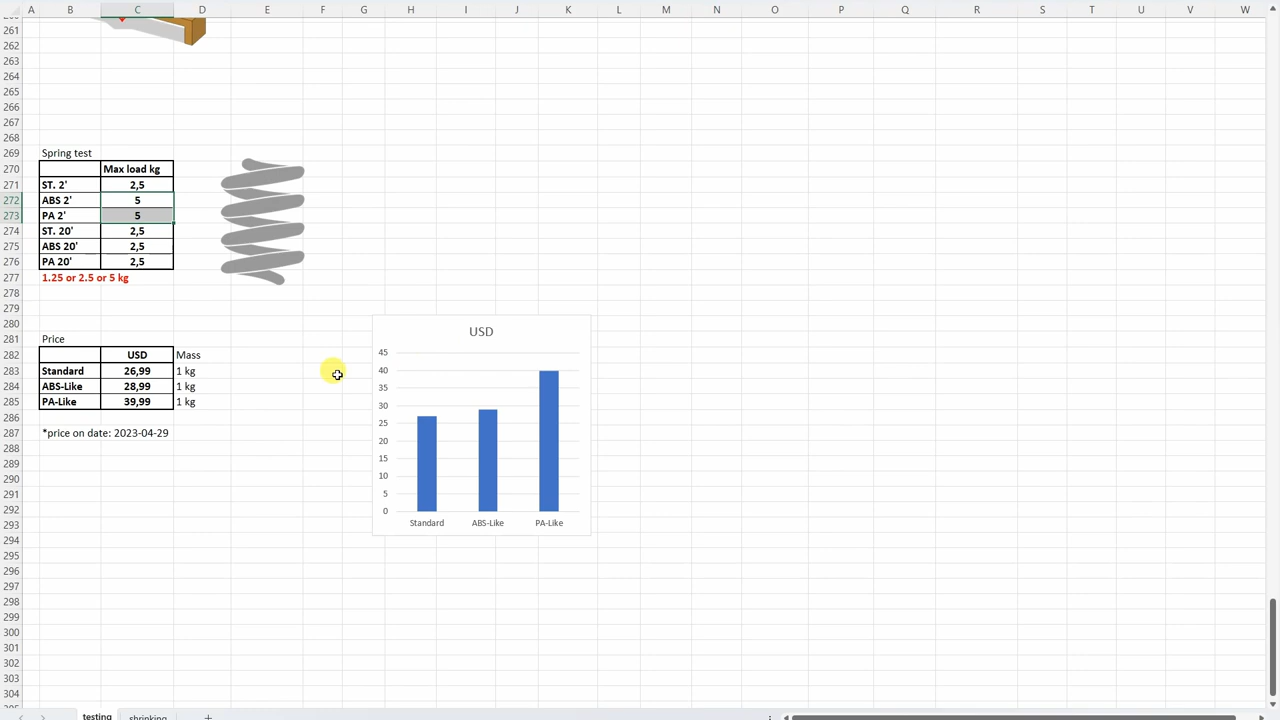 A B C D E F G H I J K L M N O P Q R S T U V W
261
262
263
264
265
266
267
268
269 Spring test
270 Max load kg
271 ST. 2' 2,5
272 ABS 2' 5
273 PA 2' 5
274 ST. 20' 2,5
275 ABS 20' 2,5
276 PA 20' 2,5
277 1.25 or 2.5 or 5 kg
278
279
280
281 Price
282 USD Mass
283 Standard 26,99 1 kg
284 ABS-Like 28,99 1 kg
285 PA-Like 39,99 1 kg
286
287 *price on date: 2023-04-29
288
289
290
291
292
293
294
295
296
297
298
299
300
301
302
303
304
USD
45
40
35
30
25
20
15
10
5
0
Standard ABS-Like PA-Like
testing shrinking